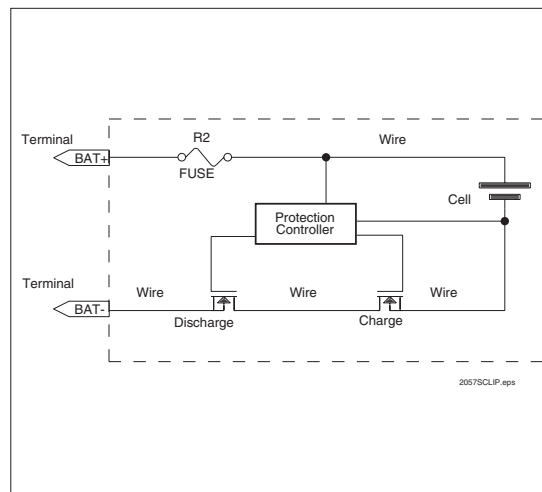 Terminal
R2
Wire
BAT+
FUSE
Cell
Protection
Controller
Terminal
Wire
Wire
Wire
BAT-
Discharge
Charge
2057SCLIP.eps